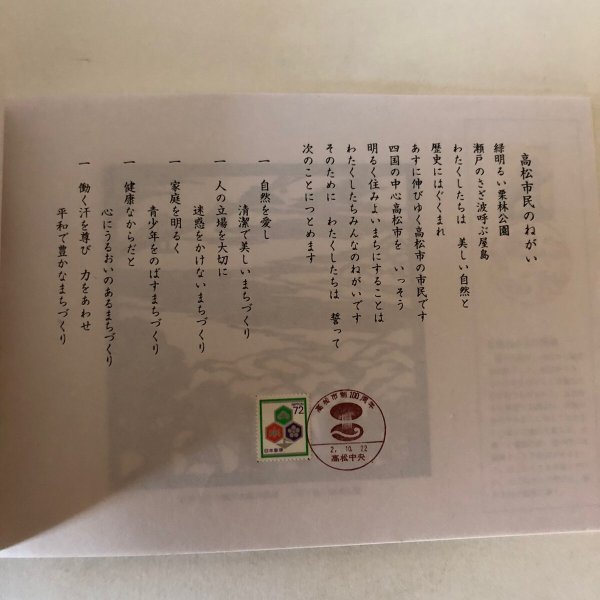 高松市民のねがい
緑明るい栗林公園
瀬戸のさざ波呼ぶ屋島
わたくしたちは 美しい自然と
歴史にはぐくまれ
あすに伸びゆく高松市の市民です
四国の中心高松市を いっそう
明るく住みよいまちにすることは
わたくしたちみんなのねがいです
そのために わたくしたちは 誓って
次のことにつとめます
一 自然を愛し
清潔で美しいまちづくり
一 人の立場を大切に
迷惑をかけないまちづくり
一 家庭を明るく
青少年をのばすまちづくり
一 健康なからだと
心にうるおいのあるまちづくり
一 働く汗を尊び 力をあわせ
平和で豊かなまちづくり
72
日本郵便
高松市制100周年
2.10.22
高松中央